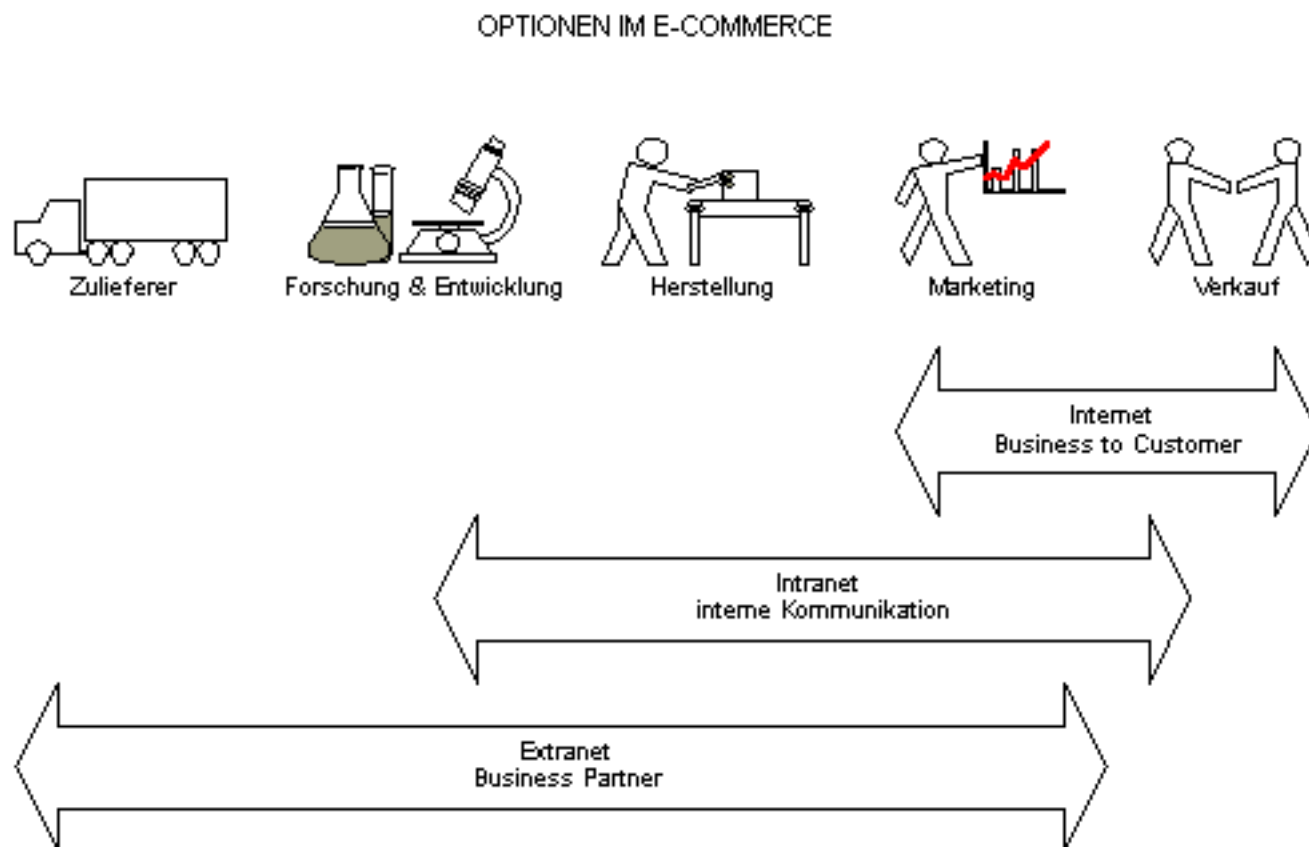 OPTIONEN IM E-COMMERCE
Zulieferer
Forschung & Entwicklung
Herstellung
Marketing
Verkauf
Internet
Business to Customer
Intranet
interne Kommunikation
Extranet
Business Partner